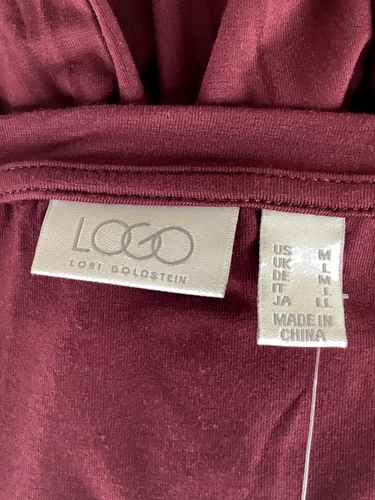 LOGO
LORI GOLDSTEIN
US M
UK L
DE M
IT L
JA LL
MADE IN
CHINA